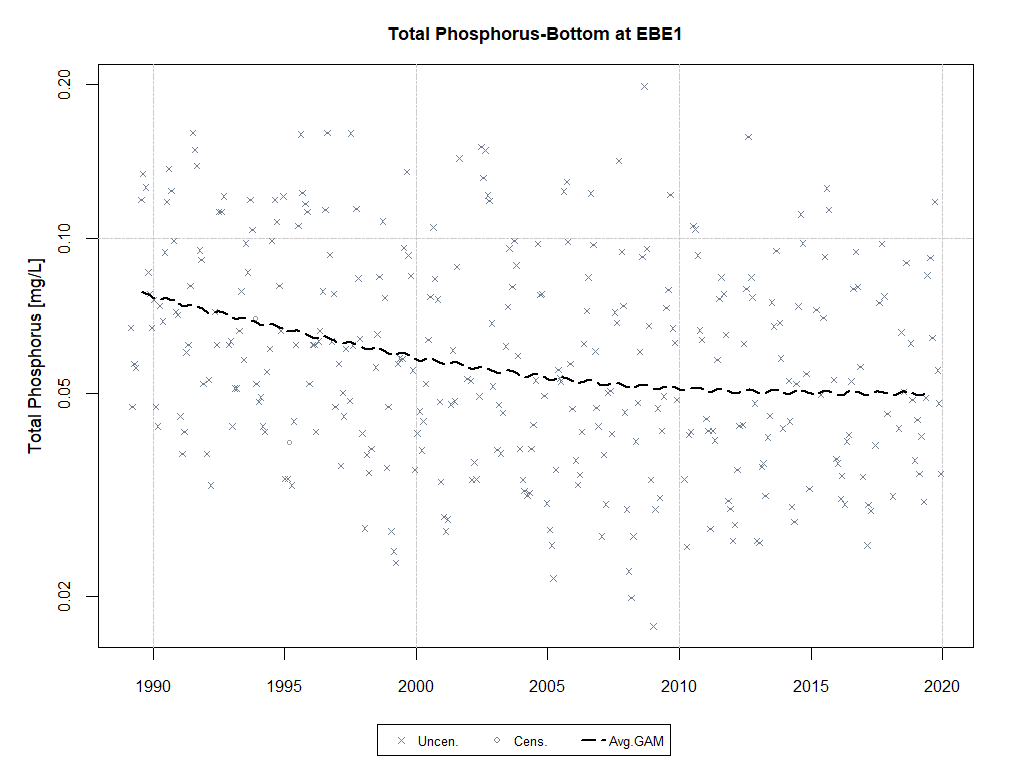 Total Phosphorus-Bottom at EBE1
Total Phosphorus [mg/L]
0.20
0.10
0.05
0.02
1990 1995 2000 2005 2010 2015 2020
Uncen. Cens. Avg.GAM